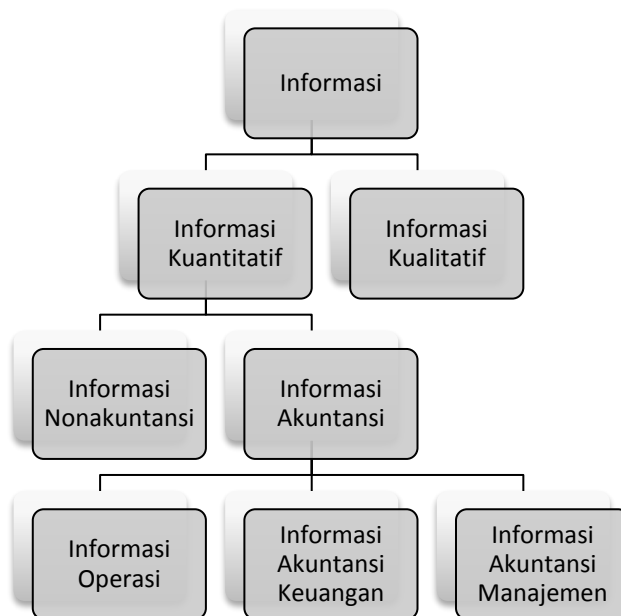 Informasi
Informasi
Kuantitatif
Informasi
Kualitatif
Informasi
Nonakuntansi
Informasi
Akuntansi
Informasi
Operasi
Informasi
Akuntansi
Keuangan
Informasi
Akuntansi
Manajemen